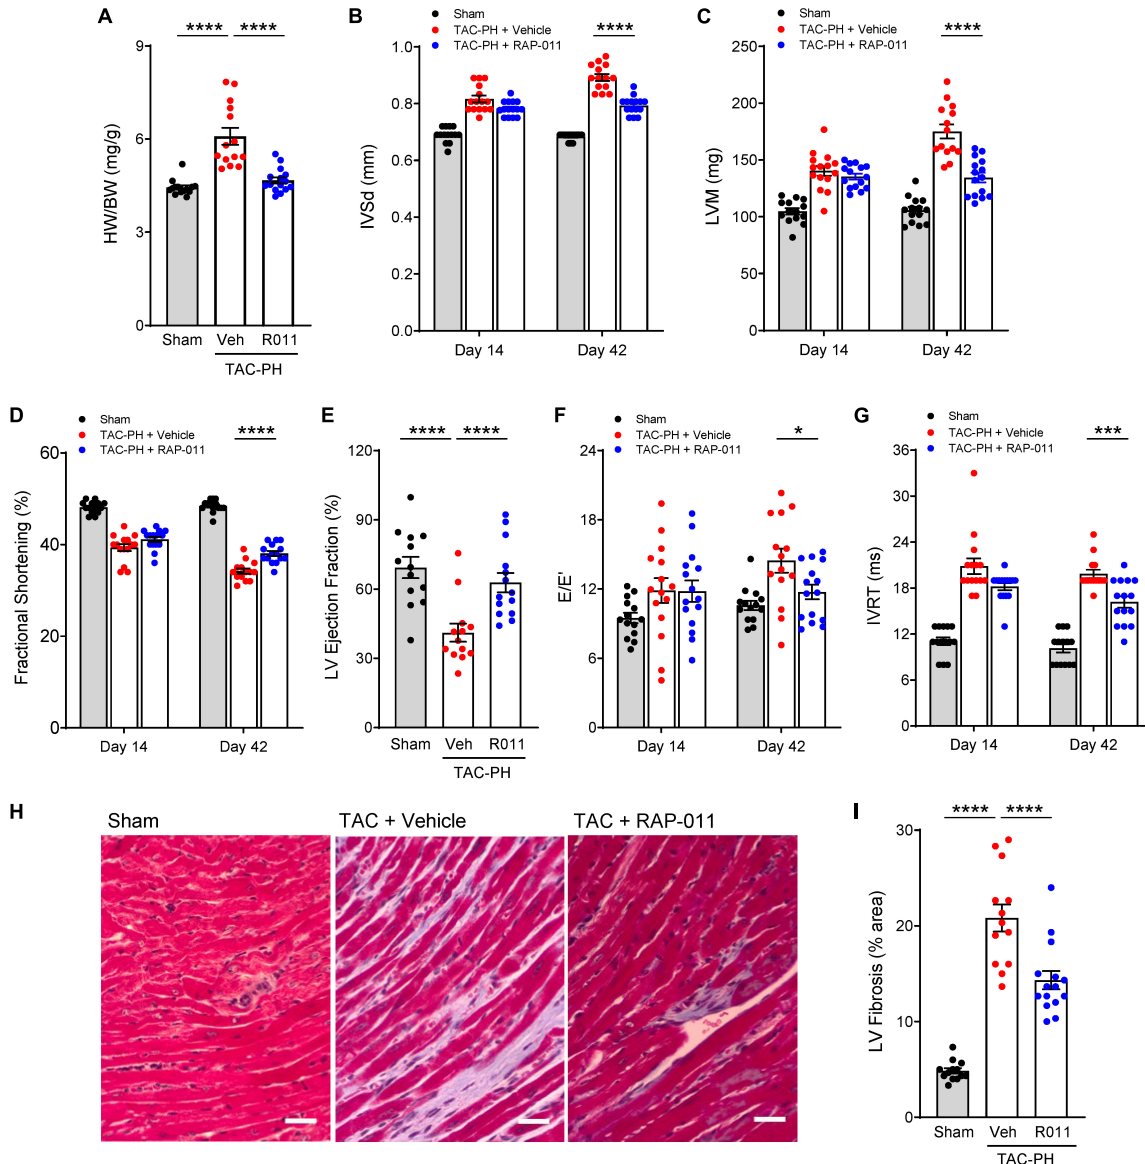 A
**** ****
HW/BW (mg/g)
9
6
3
0
Sham Veh R011
TAC-PH
B
Sham
TAC-PH + Vehicle
TAC-PH + RAP-011
****
IVSd (mm)
1.0
0.8
0.6
0.4
0.2
0.0
Day 14 Day 42
C
Sham
TAC-PH + Vehicle
TAC-PH + RAP-011
****
LVM (mg)
250
200
150
100
50
0
Day 14 Day 42
D
Sham
TAC-PH + Vehicle
TAC-PH + RAP-011
****
Fractional Shortening (%)
60
40
20
0
Day 14 Day 42
E
**** ****
LV Ejection Fraction (%)
120
90
60
30
0
Sham Veh R011
TAC-PH
F
Sham
TAC-PH + Vehicle
TAC-PH + RAP-011
*
E/E'
24
18
12
6
0
Day 14 Day 42
G
Sham
TAC-PH + Vehicle
TAC-PH + RAP-011
***
IVRT (ms)
36
30
24
18
12
6
0
Day 14 Day 42
H
Sham TAC + Vehicle TAC + RAP-011
I
**** ****
LV Fibrosis (% area)
30
20
10
0
Sham Veh R011
TAC-PH